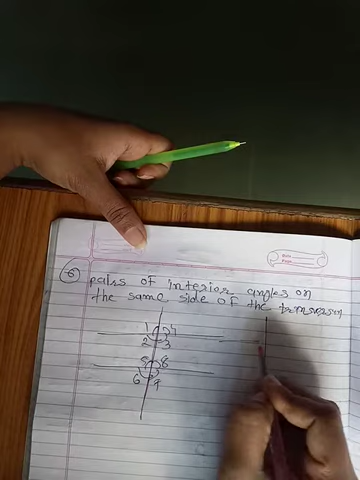 6
pairs of interior angles on
the same side of the transversal
1 4
2 3
5 8
6 7